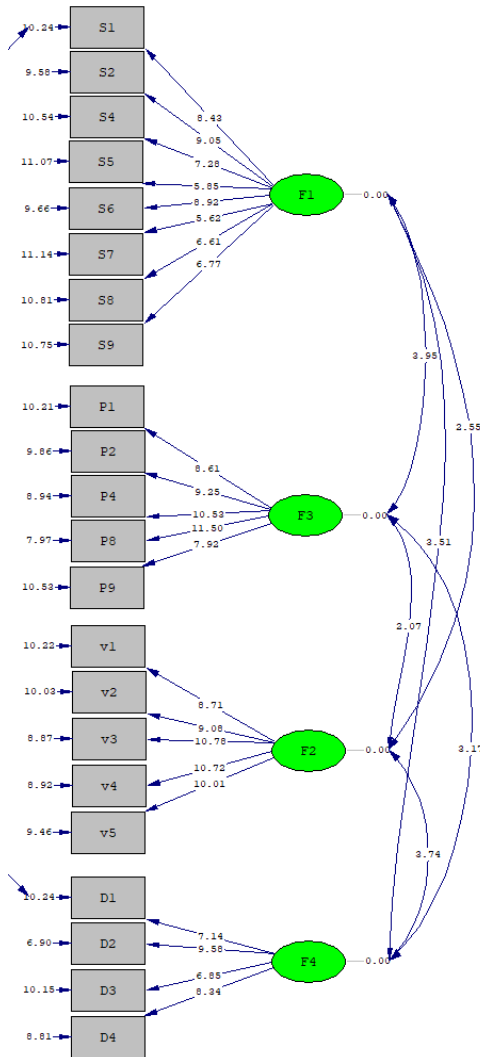 10.24 S1
9.58 S2
8.43
10.54 S4
9.05
7.28
11.07 S5
5.85
F1 0.00
9.66 S6
8.92
5.62
11.14 S7
6.61
6.77
10.81 S8
10.75 S9
3.95
10.21 P1
2.55
9.86 P2
8.61
9.25
8.94 P4
10.53
F3 0.00
7.97 P8
11.50
7.92
3.51
10.53 P9
2.07
10.22 v1
10.03 v2
8.71
9.08
8.87 v3
10.78
F2 0.00
3.17
8.92 v4
10.72
10.01
9.46 v5
3.74
10.24 D1
7.14
6.90 D2
9.58
F4 0.00
10.15 D3
6.85
8.34
8.81 D4